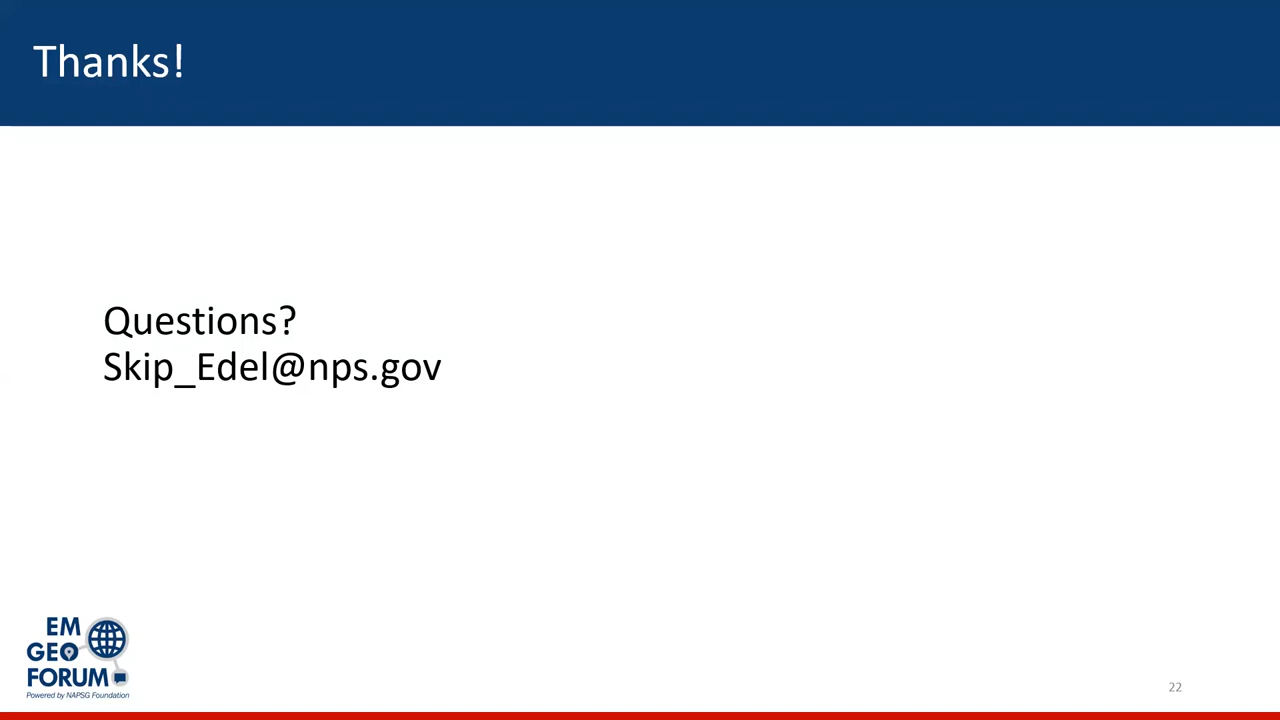 Thanks!
Questions?
Skip_Edel@nps.gov
EM
GEO
FORUM
Powered by NAPSG Foundation
22